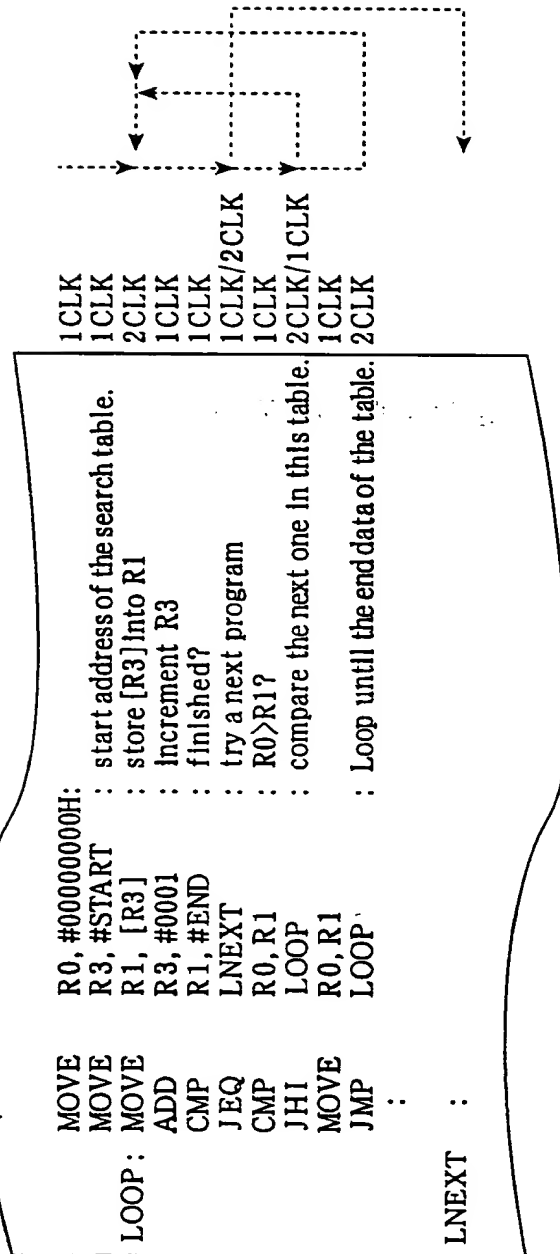 MOVE R0, #00000000H: 1CLK
MOVE R3, #START : start address of the search table. 1CLK
LOOP: MOVE R1, [R3] : store [R3] into R1 2CLK
ADD R3, #0001 : Increment R3 1CLK
CMP R1, #END : finished? 1CLK
JEQ LNEXT : try a next program 1CLK/2CLK
CMP R0, R1 : R0>R1? 1CLK
JHI LOOP : compare the next one in this table. 2CLK/1CLK
MOVE R0, R1 1CLK
JMP LOOP : Loop until the end data of the table. 2CLK
:
LNEXT :